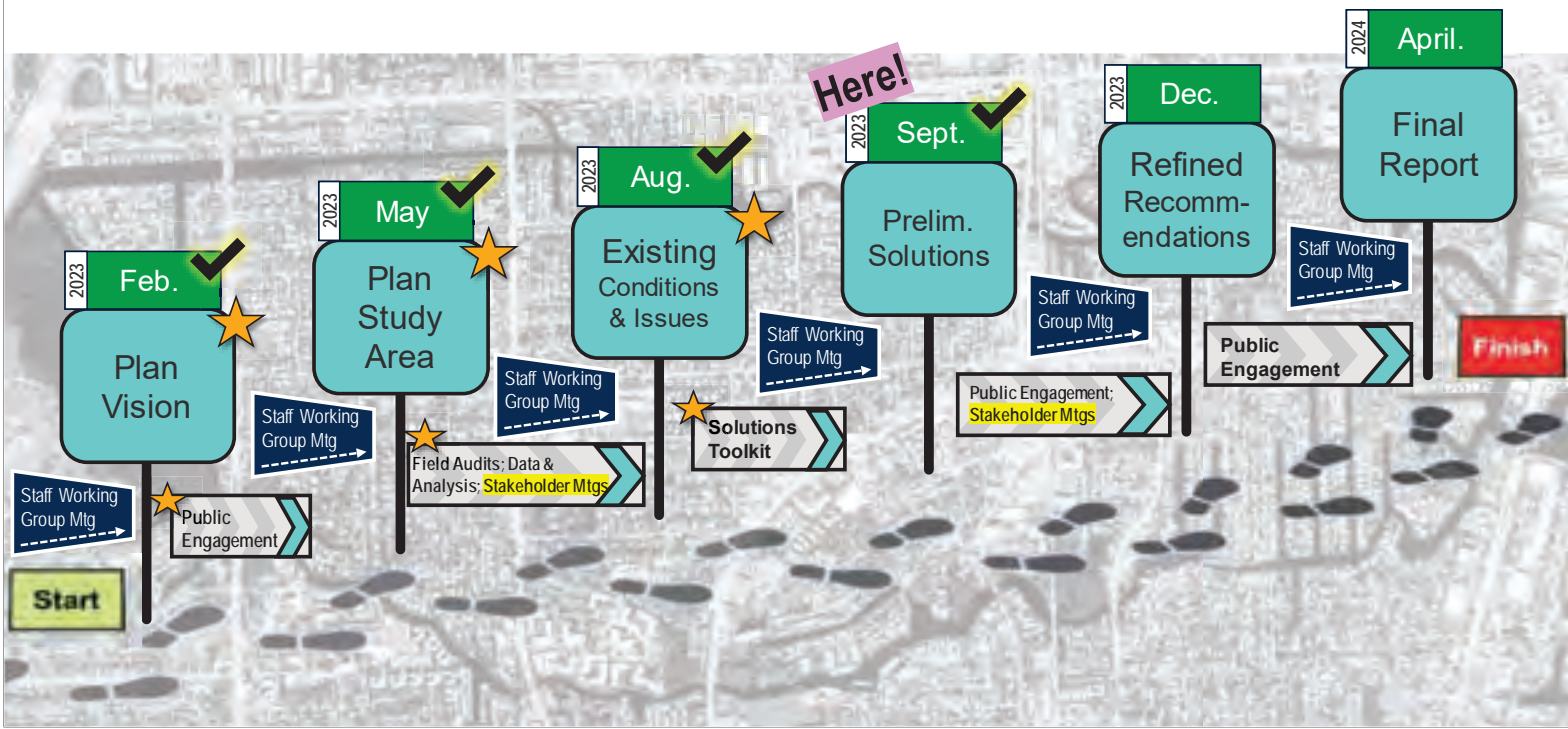 Start
Staff Working
Group Mtg
2023
Feb.
Plan
Vision
Public
Engagement
Staff Working
Group Mtg
2023
May
Plan
Study
Area
Field Audits; Data &
Analysis; Stakeholder Mtgs
Staff Working
Group Mtg
2023
Aug.
Existing
Conditions
& Issues
Solutions
Toolkit
Staff Working
Group Mtg
Here!
2023
Sept.
Prelim.
Solutions
Public Engagement;
Stakeholder Mtgs
Staff Working
Group Mtg
2023
Dec.
Refined
Recomm-
endations
Public
Engagement
Staff Working
Group Mtg
2024
April.
Final
Report
Finish